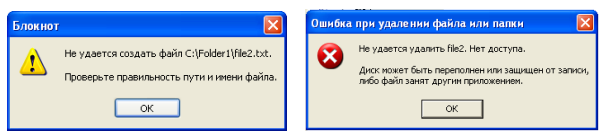 Блокнот
Не удается создать файл C:\Folder1\file2.txt.
Проверьте правильность пути и имени файла.
OK
Ошибка при удалении файла или папки
Не удается удалить file2. Нет доступа.
Диск может быть переполнен или защищен от записи,
либо файл занят другим приложением.
OK